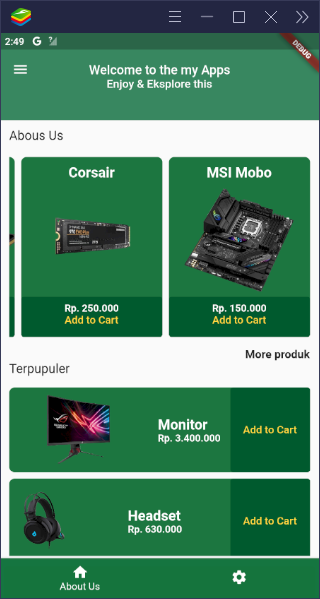 2:49 G
DEBUG
Welcome to the my Apps
Enjoy & Eksplore this
Abous Us
Corsair
MSI Mobo
Rp. 250.000
Add to Cart
Rp. 150.000
Add to Cart
More produk
Terpupuler
Monitor
Rp. 3.400.000
Add to Cart
Headset
Rp. 630.000
Add to Cart
About Us